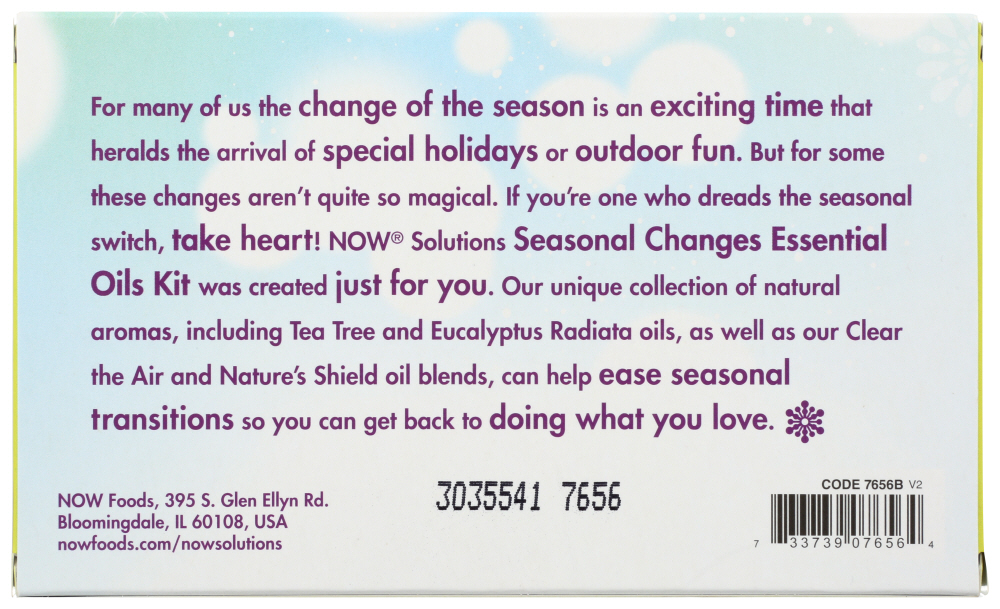 For many of us the change of the season is an exciting time that
heralds the arrival of special holidays or outdoor fun. But for some
these changes aren't quite so magical. If you're one who dreads the seasonal
switch, take heart! NOW® Solutions Seasonal Changes Essential
Oils Kit was created just for you. Our unique collection of natural
aromas, including Tea Tree and Eucalyptus Radiata oils, as well as our Clear
the Air and Nature's Shield oil blends, can help ease seasonal
transitions so you can get back to doing what you love.
NOW Foods, 395 S. Glen Ellyn Rd.
Bloomingdale, IL 60108, USA
nowfoods.com/nowsolutions
3035541 7656
CODE 7656B V2
7 33739 07656 4